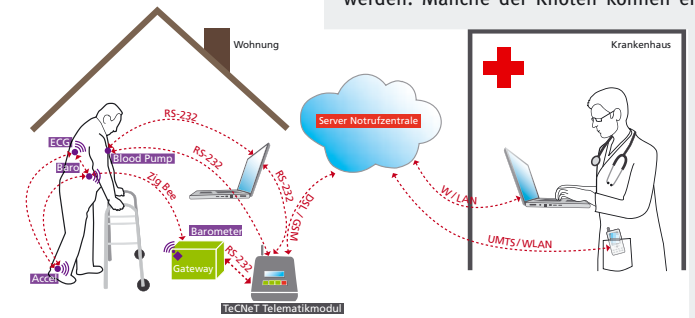 werden. Manche der Knoten können
Wohnung
Krankenhaus
RS-232
Server Notrufzentrale
ECG
RS-232
Blood Pump
Baro
Zig Bee
RS-232
DSL / GSM
W/LAN
Barometer
UMTS/WLAN
RS-232
Gateway
Accel
TeCNeT Telematikmodul